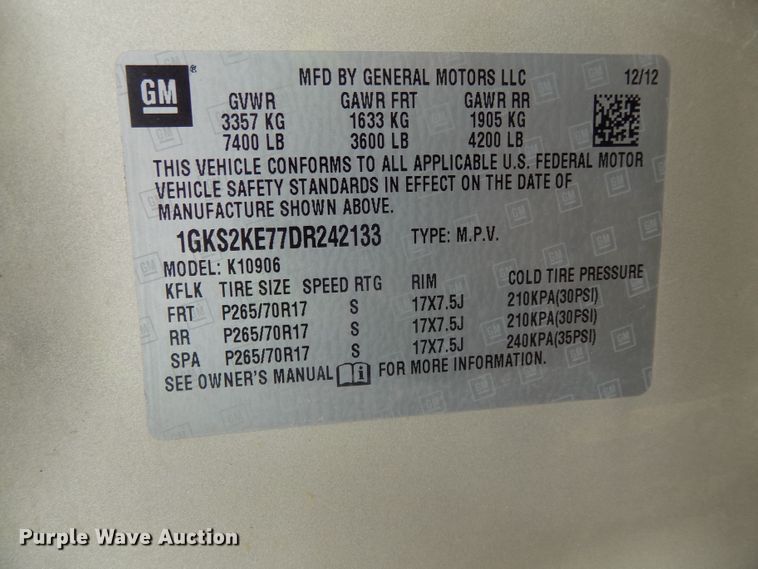 GM®
MFD BY GENERAL MOTORS LLC 12/12
GVWR GAWR FRT GAWR RR
3357 KG 1633 KG 1905 KG
7400 LB 3600 LB 4200 LB
THIS VEHICLE CONFORMS TO ALL APPLICABLE U.S. FEDERAL MOTOR
VEHICLE SAFETY STANDARDS IN EFFECT ON THE DATE OF
MANUFACTURE SHOWN ABOVE.
1GKS2KE77DR242133 TYPE: M.P.V.
MODEL: K10906
KFLK TIRE SIZE SPEED RTG RIM COLD TIRE PRESSURE
FRT P265/70R17 S 17X7.5J 210KPA(30PSI)
RR P265/70R17 S 17X7.5J 210KPA(30PSI)
SPA P265/70R17 S 17X7.5J 240KPA(35PSI)
SEE OWNER'S MANUAL i FOR MORE INFORMATION.
Purple Wave Auction